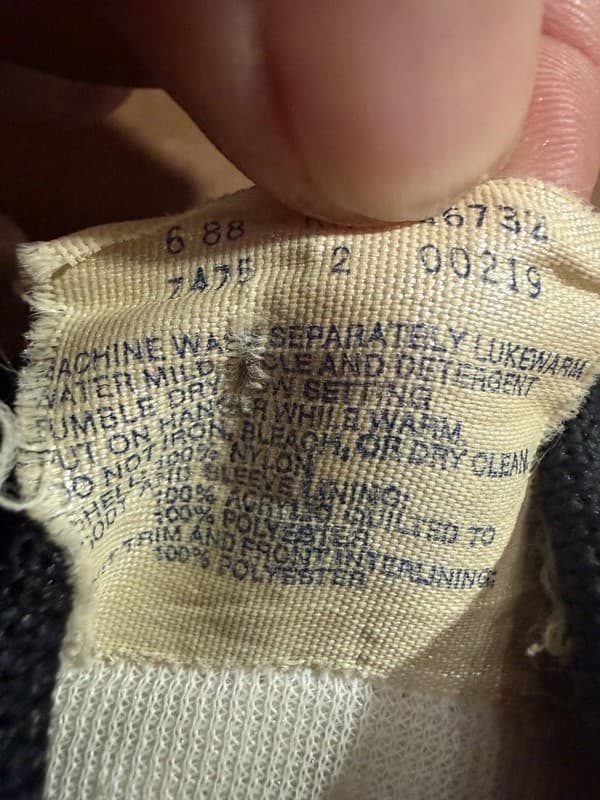 6 88 673
7475 2 00219
MACHINE WASH SEPARATELY LUKEWARM
WATER MILD CYCLE AND DETERGENT
TUMBLE DRY LOW SETTING
PUT ON HANGER WHILE WARM.
DO NOT IRON, BLEACH, OR DRY CLEAN.
SHELL: 100% NYLON
BODY AND SLEEVE LINING:
100% ACRYLIC QUILTED TO
100% POLYESTER
TRIM AND FRONT INTERLINING:
100% POLYESTER